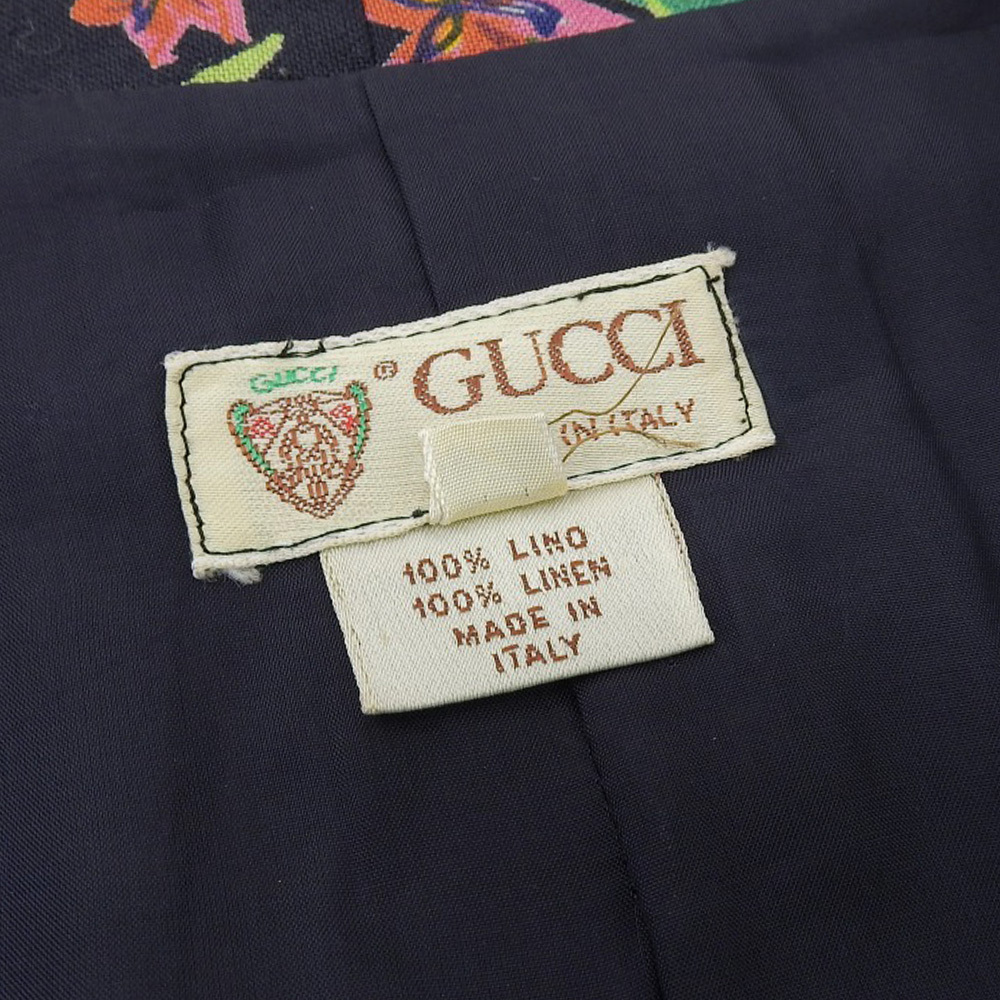 GUCCI
® GUCCI
IN ITALY
100% LINO
100% LINEN
MADE IN
ITALY